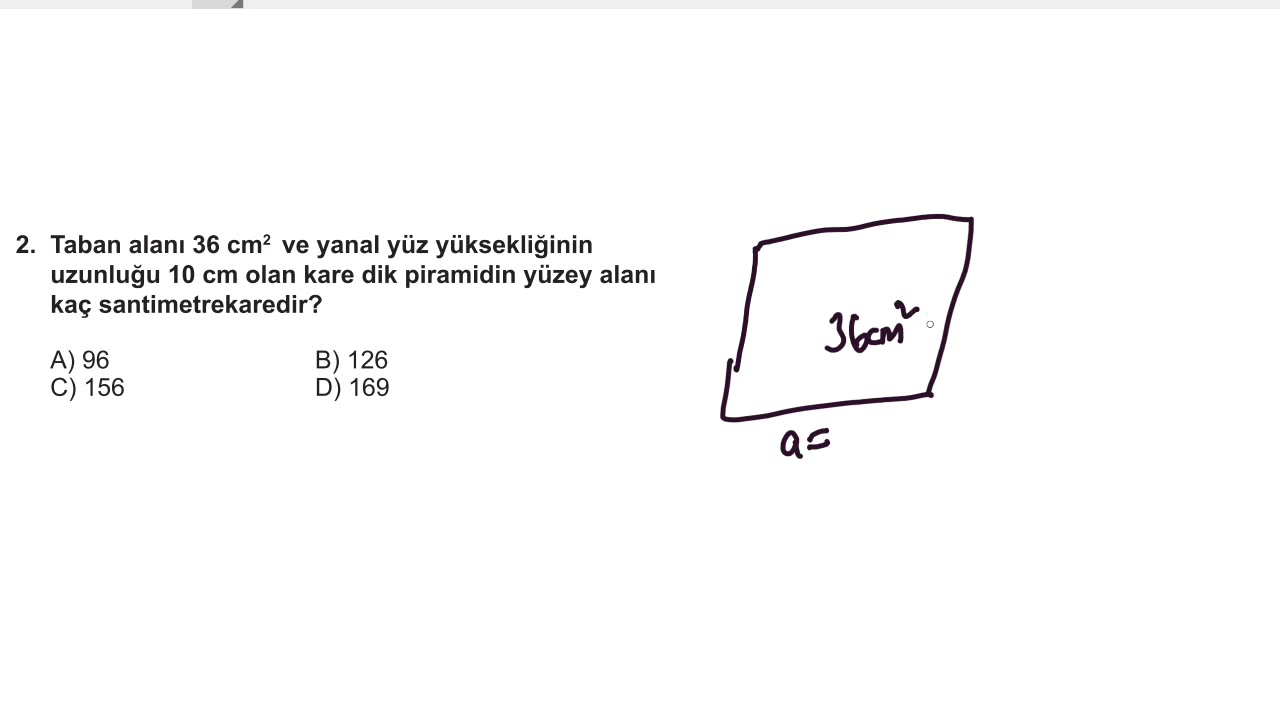 2. Taban alanı 36 cm² ve yanal yüz yüksekliğinin
uzunluğu 10 cm olan kare dik piramidin yüzey alanı
kaç santimetrekaredir?
A) 96 B) 126
C) 156 D) 169
36cm²
a=